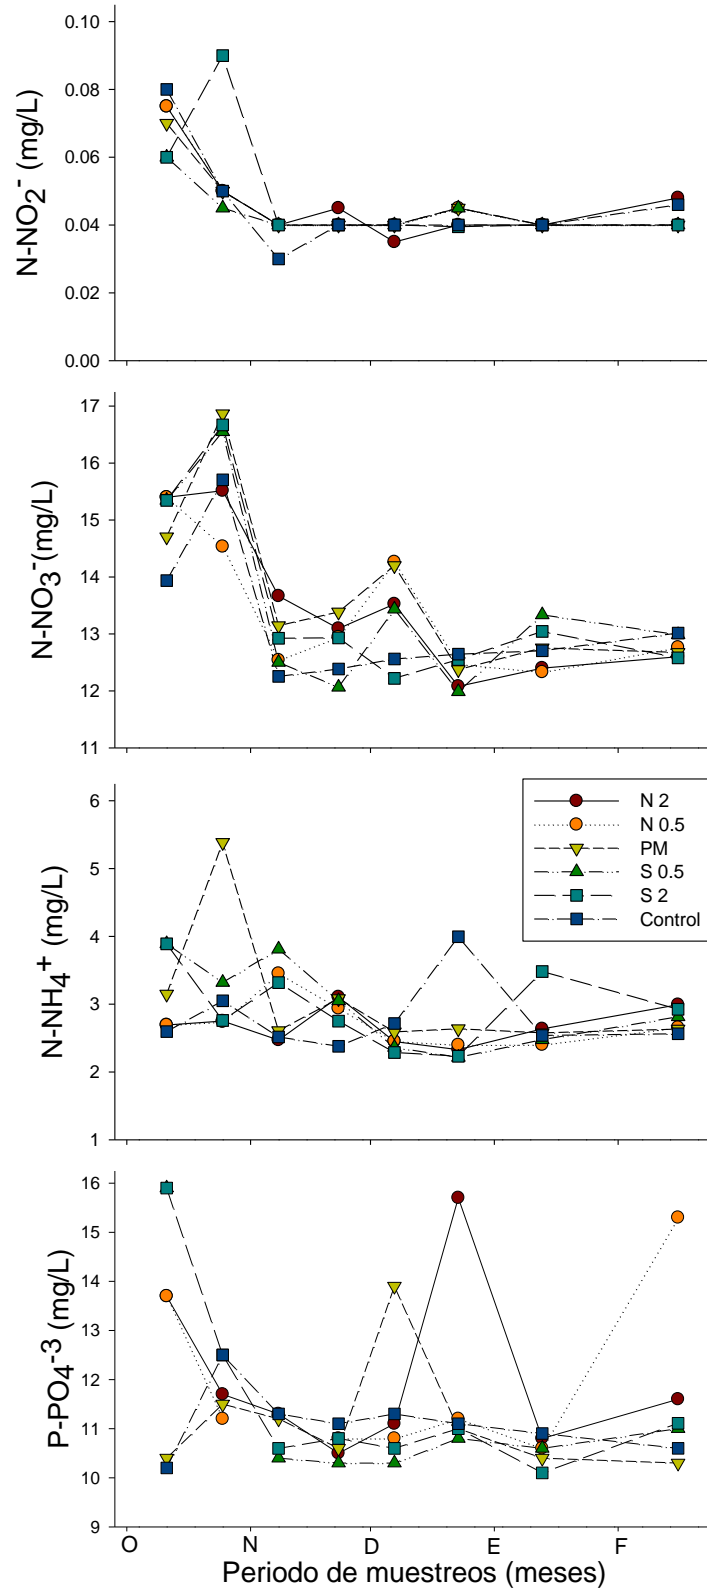 0.10
0.08
0.06
0.04
0.02
0.00
N-NO2- (mg/L)
17
16
15
14
13
12
11
N-NO3-(mg/L)
6
5
4
3
2
1
N-NH4+ (mg/L)
N 2
N 0.5
PM
S 0.5
S 2
Control
16
15
14
13
12
11
10
9
P-PO4-3 (mg/L)
O N D E F
Periodo de muestreos (meses)